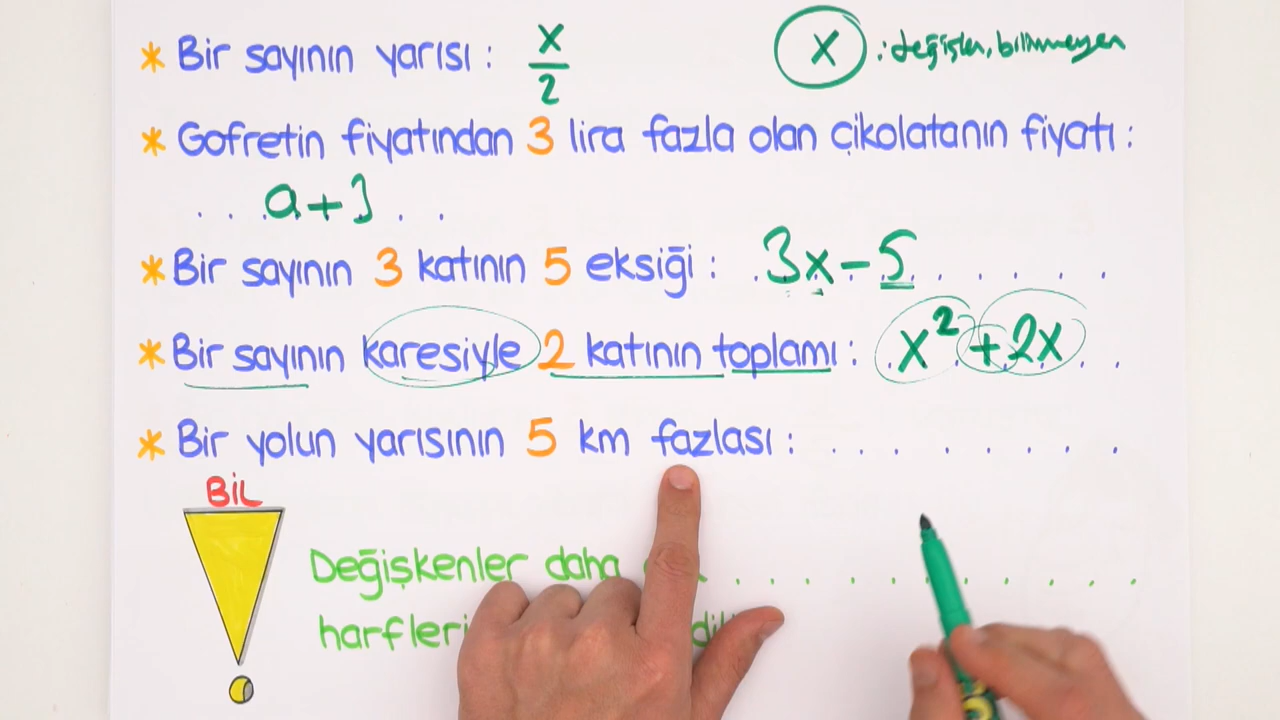 * Bir sayının yarısı : x/2
x : değişken, bilinmeyen
* Gofretin fiyatından 3 lira fazla olan çikolatanın fiyatı :
. . . a+3 . . .
* Bir sayının 3 katının 5 eksiği : . 3x-5 . . . . . .
* Bir sayının karesiyle 2 katının toplamı : . x²+2x . .
* Bir yolun yarısının 5 km fazlası : . . . . . . . .
BİL
Değişkenler daha . . . . . . . . . . .